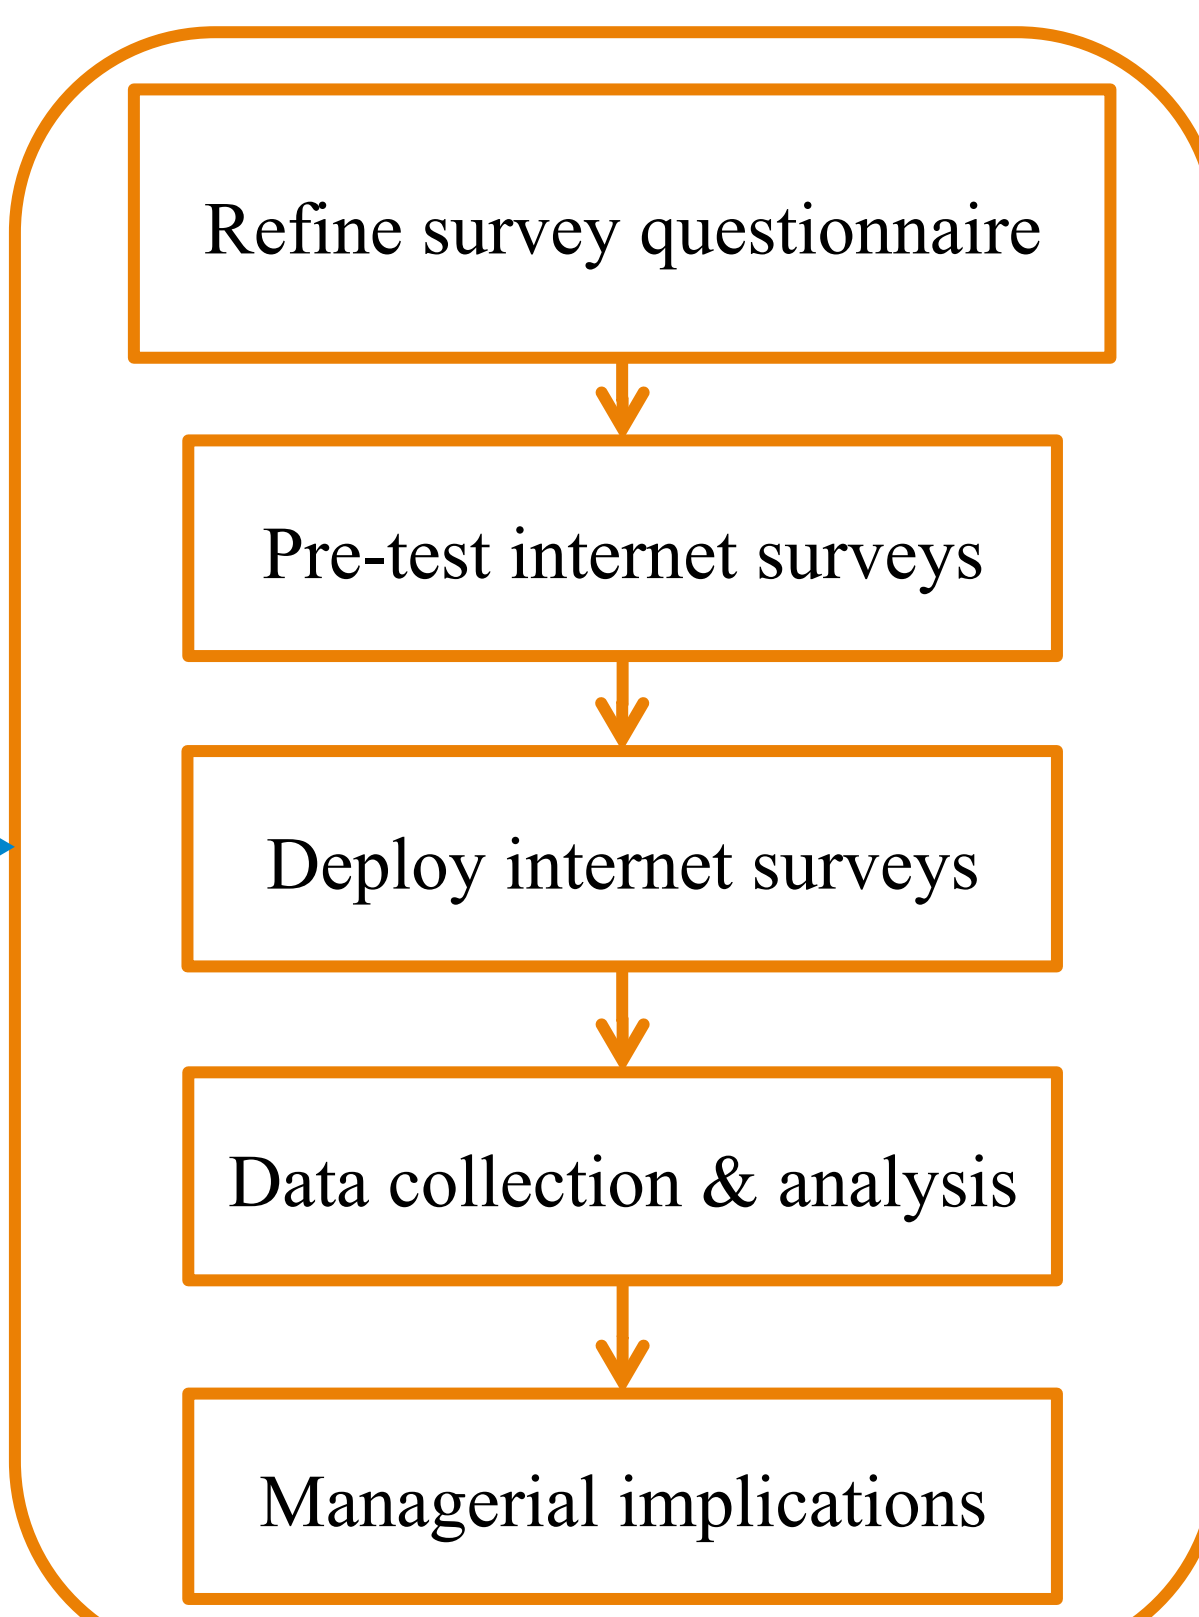 Refine survey questionnaire
Pre-test internet surveys
Deploy internet surveys
Data collection & analysis
Managerial implications